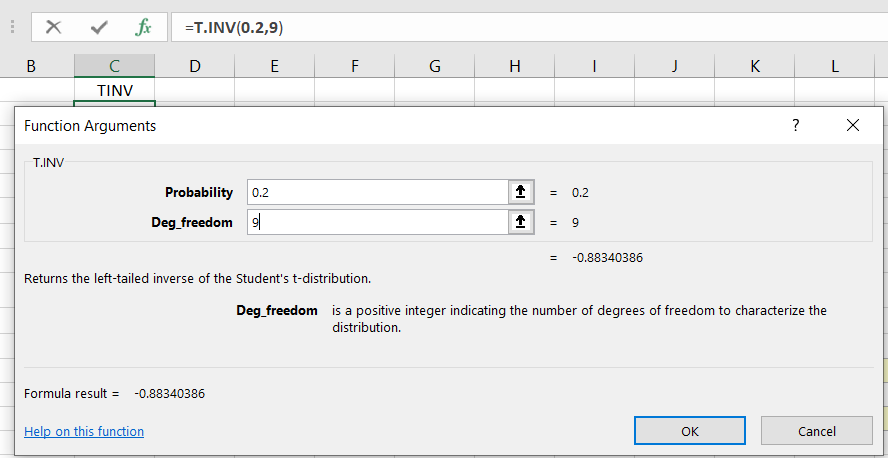 fx =T.INV(0.2,9)
B C D E F G H I J K L
TINV
Function Arguments ?
T.INV
Probability 0.2 = 0.2
Deg_freedom 9 = 9
= -0.88340386
Returns the left-tailed inverse of the Student's t-distribution.
Deg_freedom is a positive integer indicating the number of degrees of freedom to characterize the
distribution.
Formula result = -0.88340386
Help on this function OK Cancel